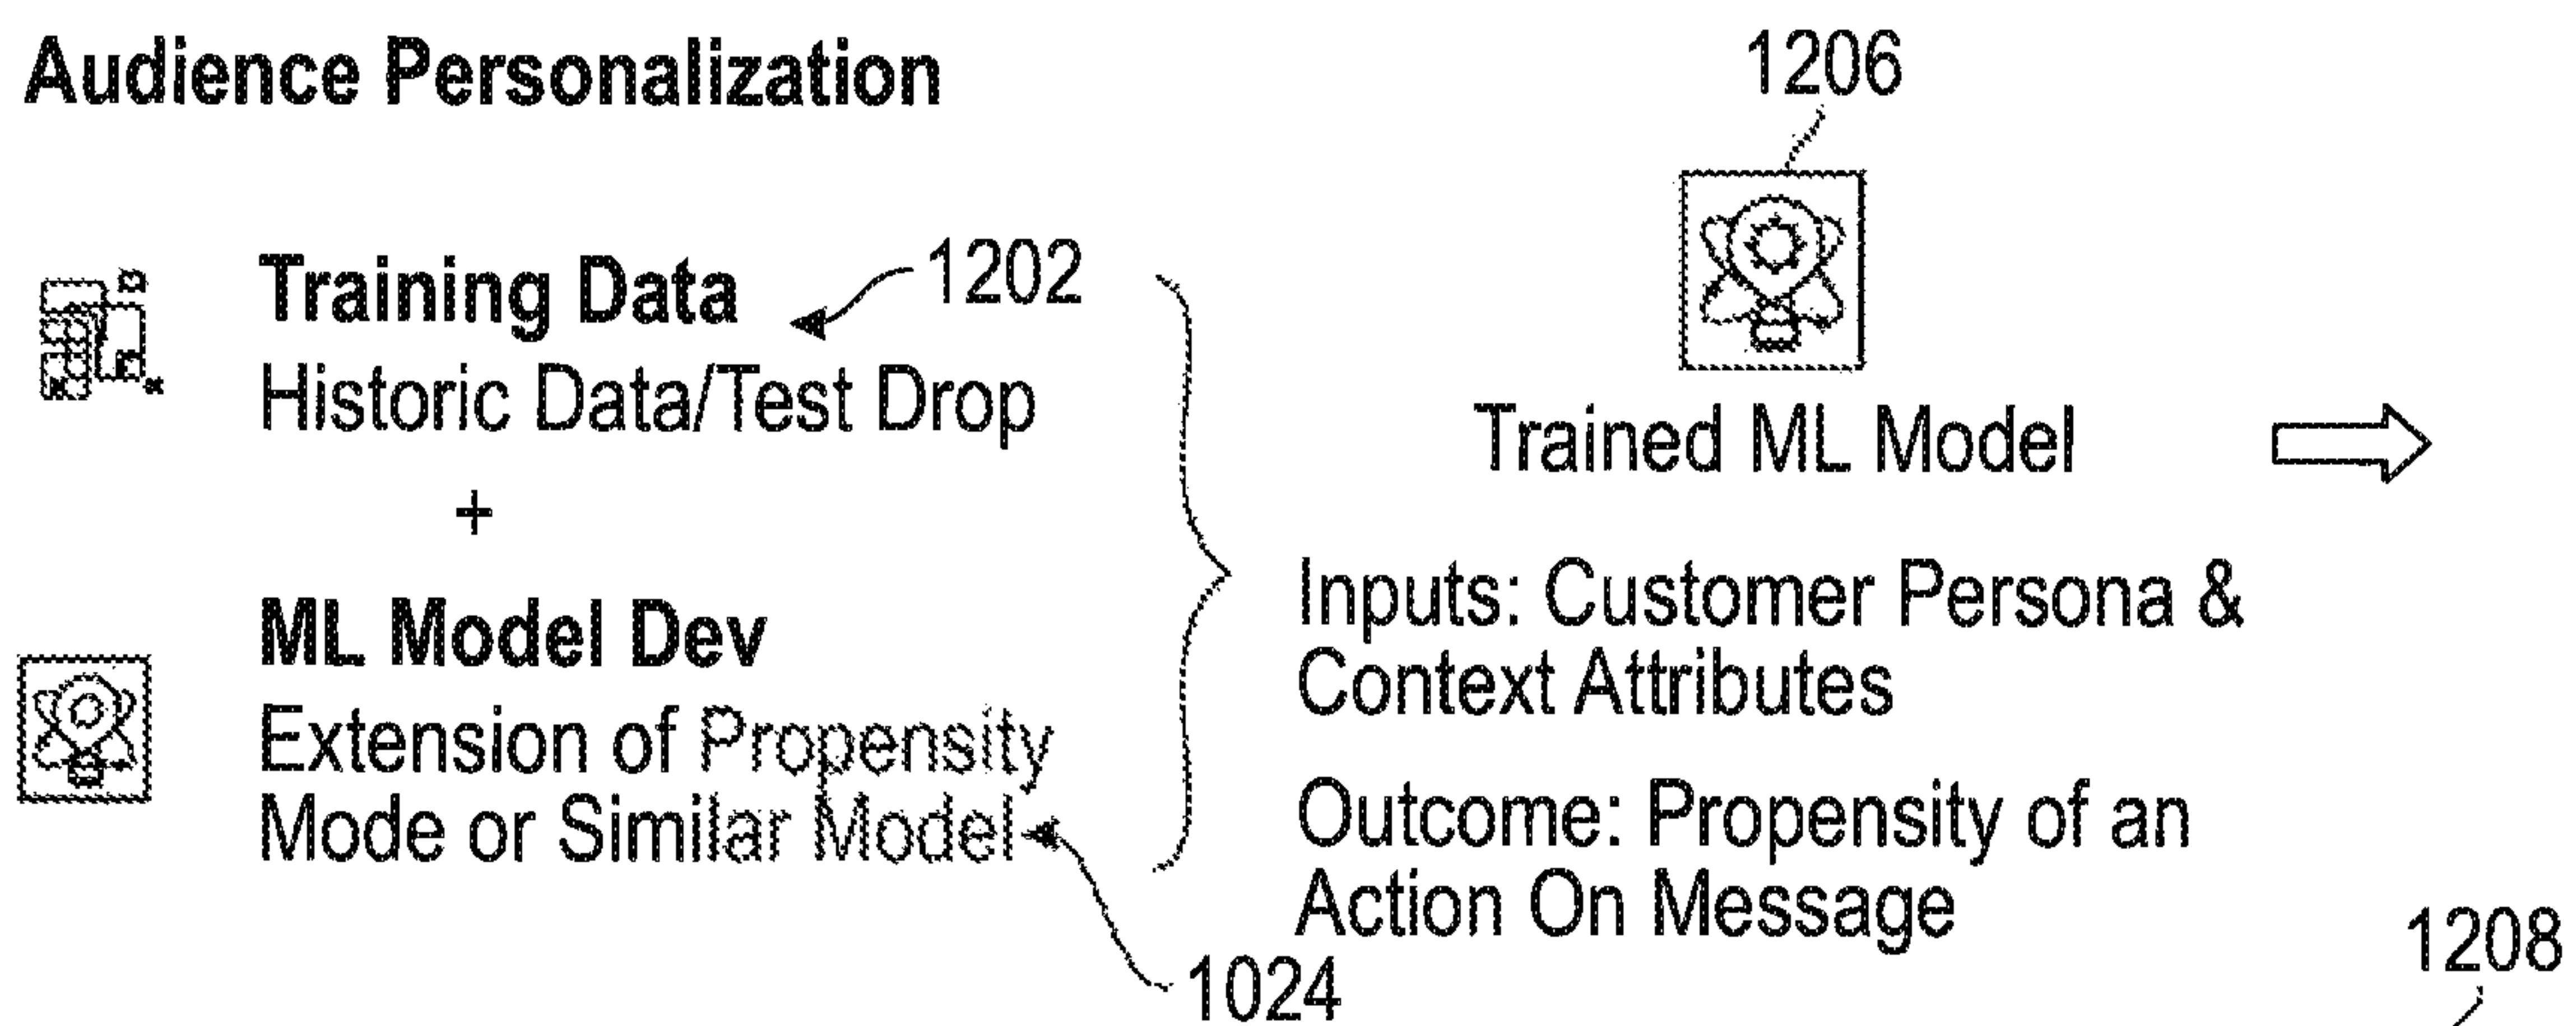 Audience Personalization
1206
Training Data
1202
Historic Data/Test Drop
+
ML Model Dev
Extension of Propensity
Mode or Similar Model
1024
Trained ML Model
Inputs: Customer Persona &
Context Attributes
Outcome: Propensity of an
Action On Message
1208